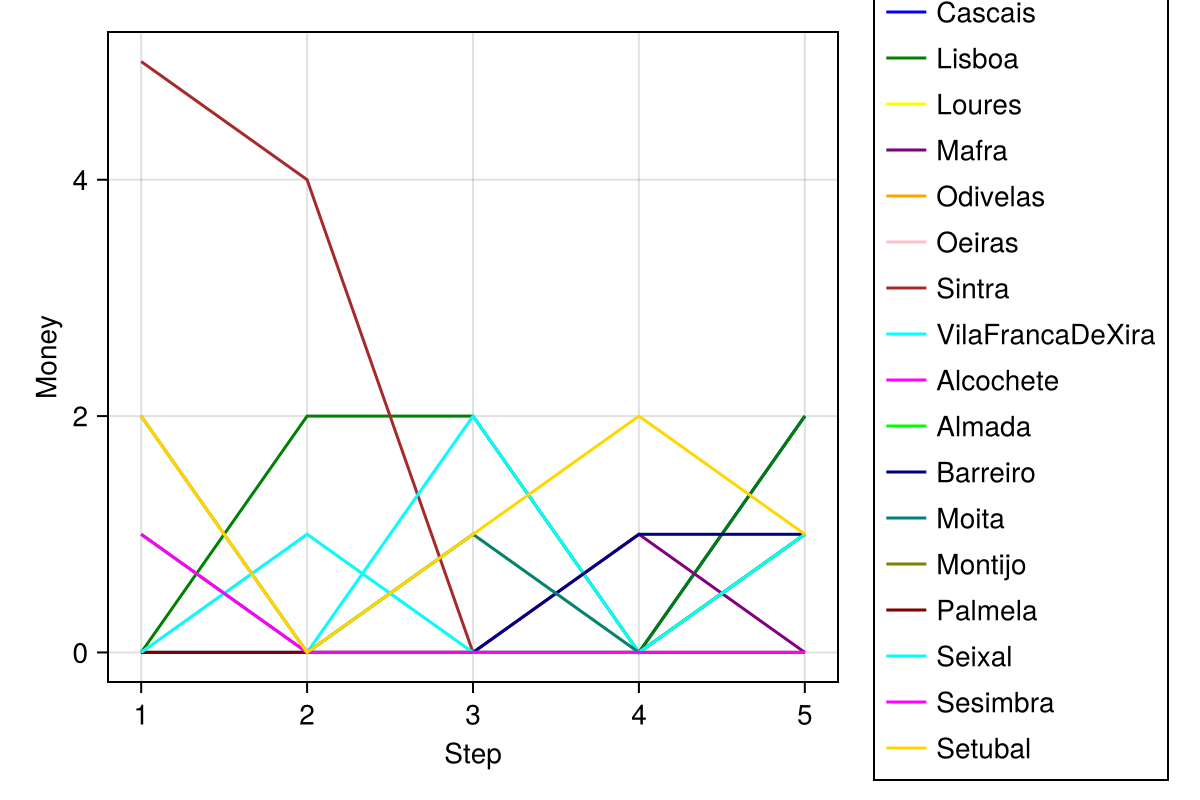 4
2
0
Money
1 2 3 4 5
Step
Cascais
Lisboa
Loures
Mafra
Odivelas
Oeiras
Sintra
VilaFrancaDeXira
Alcochete
Almada
Barreiro
Moita
Montijo
Palmela
Seixal
Sesimbra
Setubal